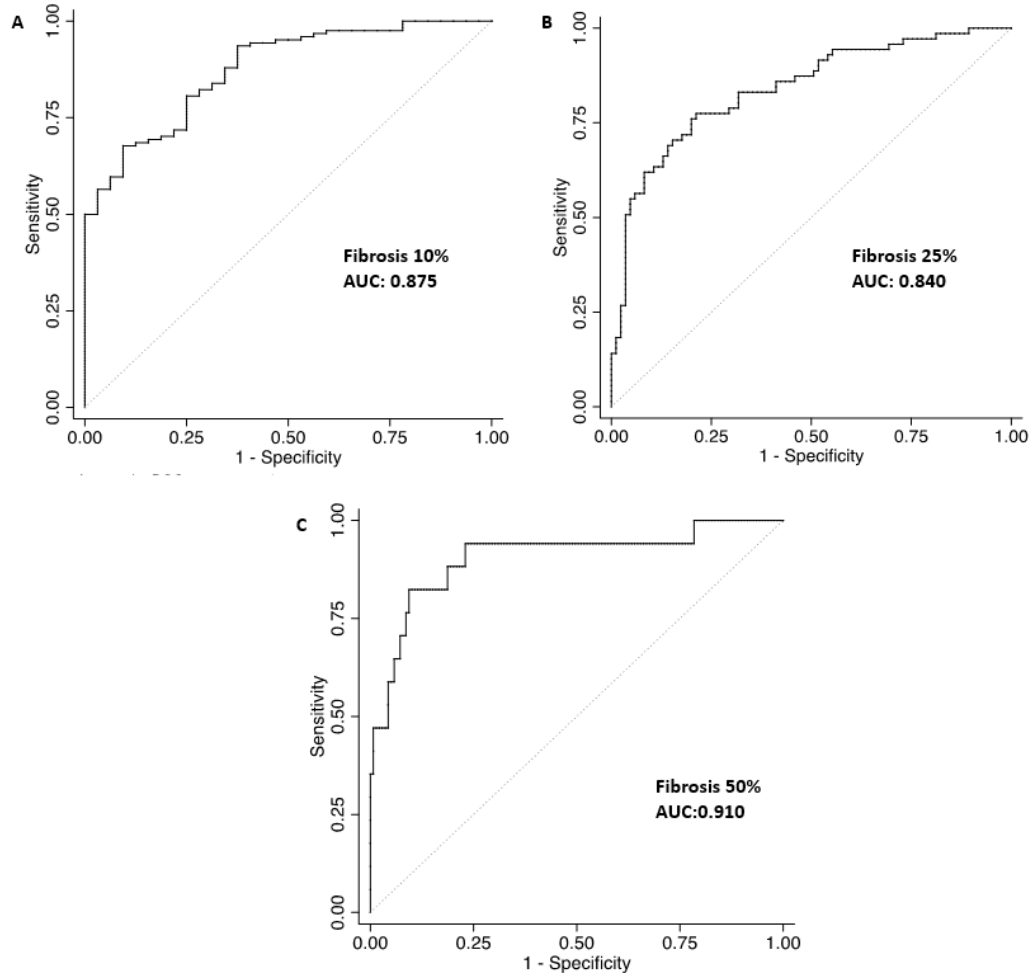 A
1.00
0.75
0.50
0.25
0.00
Sensitivity
Fibrosis 10%
AUC: 0.875
0.00 0.25 0.50 0.75 1.00
1 - Specificity
B
1.00
0.75
0.50
0.25
0.00
Sensitivity
Fibrosis 25%
AUC: 0.840
0.00 0.25 0.50 0.75 1.00
1 - Specificity
C
1.00
0.75
0.50
0.25
0.00
Sensitivity
Fibrosis 50%
AUC:0.910
0.00 0.25 0.50 0.75 1.00
1 - Specificity